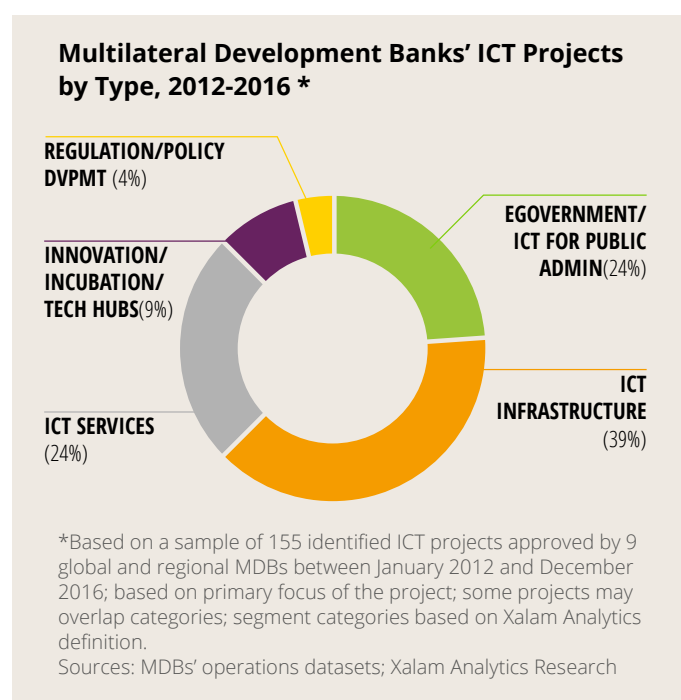 Multilateral Development Banks’ ICT Projects
by Type, 2012-2016 *
REGULATION/POLICY
DVPMT (4%)
EGOVERNMENT/
ICT FOR PUBLIC
ADMIN(24%)
INNOVATION/
INCUBATION/
TECH HUBS(9%)
ICT
INFRASTRUCTURE
(39%)
ICT SERVICES
(24%)
*Based on a sample of 155 identified ICT projects approved by 9
global and regional MDBs between January 2012 and December
2016; based on primary focus of the project; some projects may
overlap categories; segment categories based on Xalam Analytics
definition.
Sources: MDBs’ operations datasets; Xalam Analytics Research